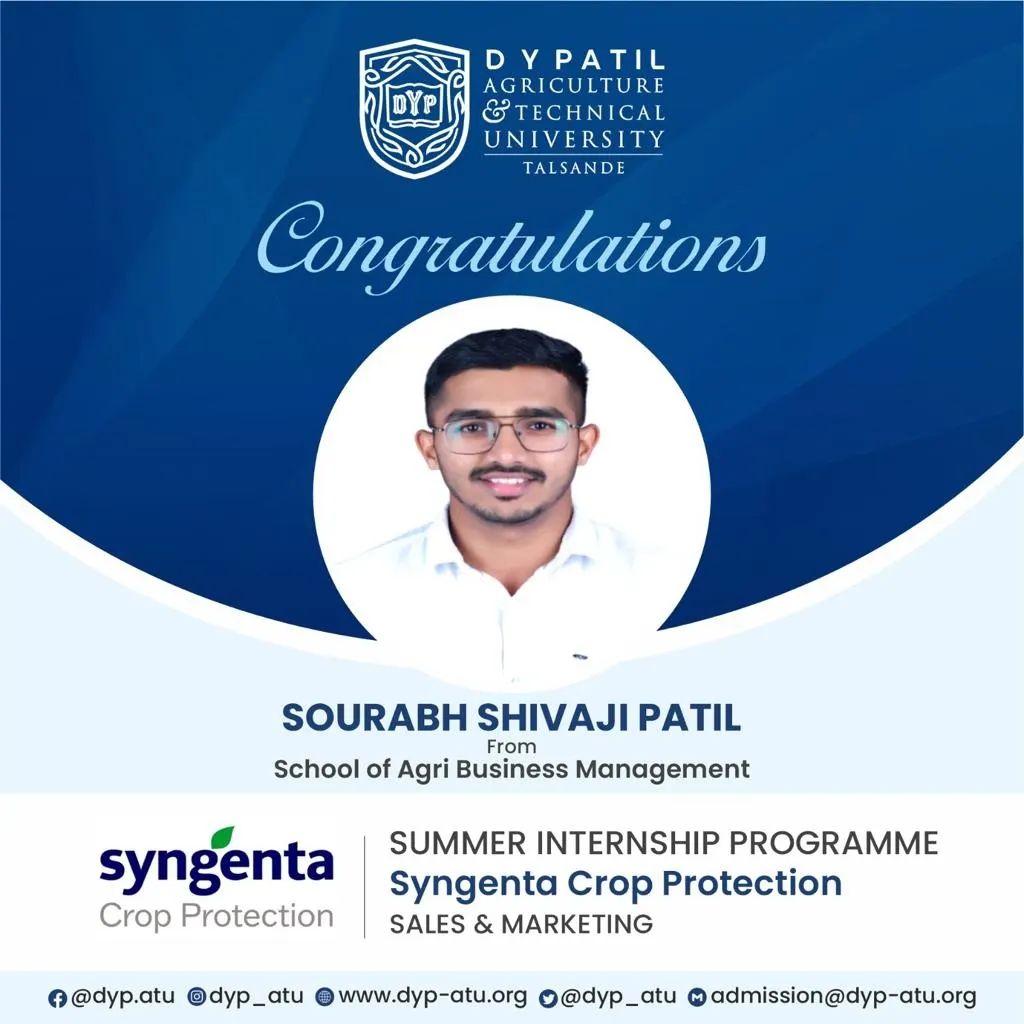 DYP
D Y PATIL
AGRICULTURE
& TECHNICAL
UNIVERSITY
TALSANDE
Congratulations
SOURABH SHIVAJI PATIL
From
School of Agri Business Management
syngenta
Crop Protection
SUMMER INTERNSHIP PROGRAMME
Syngenta Crop Protection
SALES & MARKETING
@dyp.atu @dyp_atu www.dyp-atu.org @dyp_atu admission@dyp-atu.org